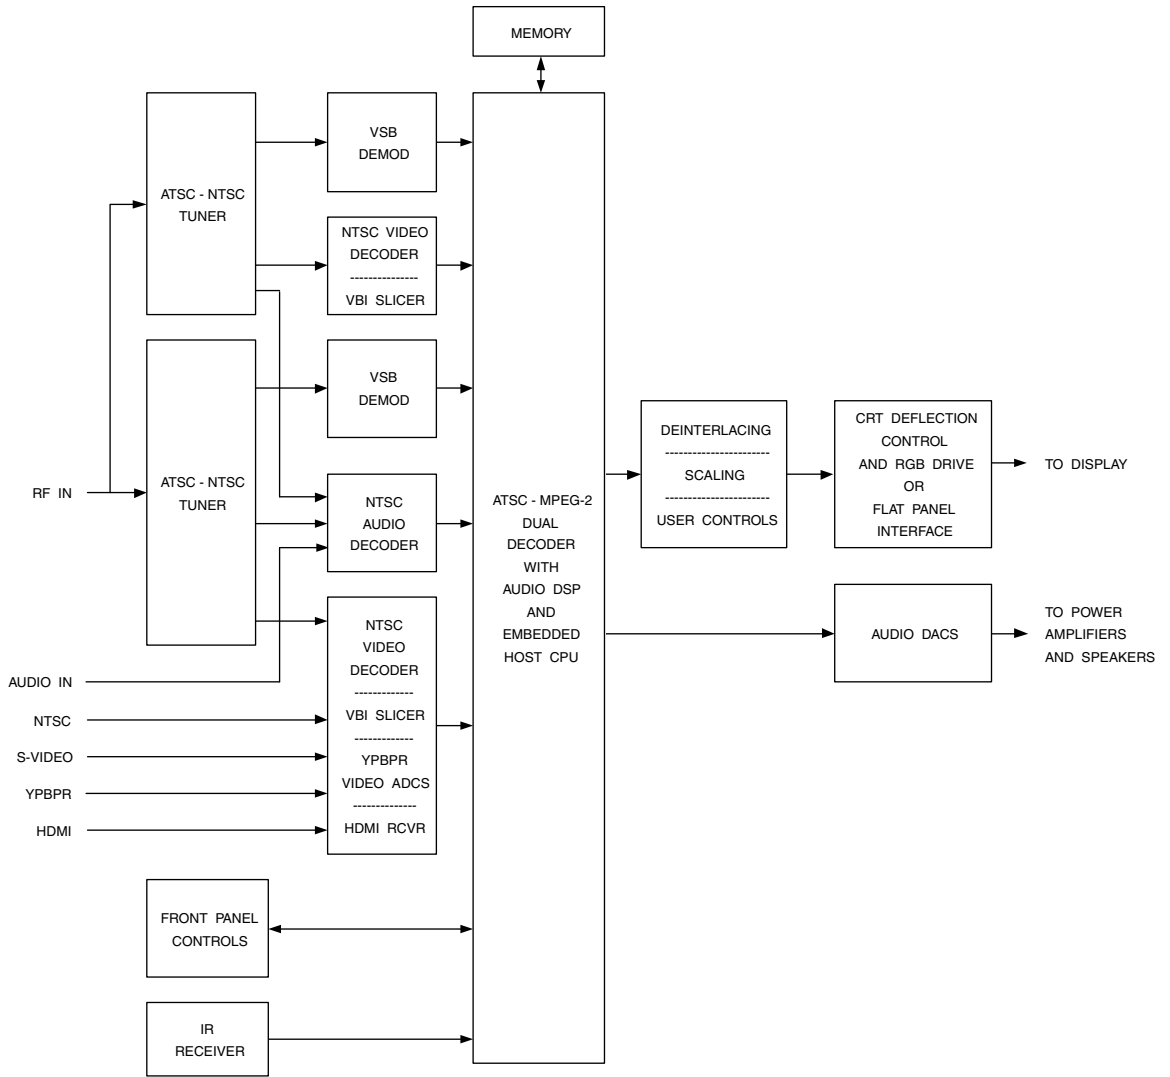 MEMORY
ATSC - NTSC
TUNER
VSB
DEMOD
NTSC VIDEO
DECODER
---------------
VBI SLICER
ATSC - NTSC
TUNER
VSB
DEMOD
RF IN
NTSC
AUDIO
DECODER
AUDIO IN
NTSC
S-VIDEO
YPBPR
HDMI
NTSC
VIDEO
DECODER
-------------
VBI SLICER
-------------
YPBPR
VIDEO ADCS
--------------
HDMI RCVR
FRONT PANEL
CONTROLS
IR
RECEIVER
ATSC - MPEG-2
DUAL
DECODER
WITH
AUDIO DSP
AND
EMBEDDED
HOST CPU
DEINTERLACING
-----------------------
SCALING
-----------------------
USER CONTROLS
CRT DEFLECTION
CONTROL
AND RGB DRIVE
OR
FLAT PANEL
INTERFACE
TO DISPLAY
AUDIO DACS
TO POWER
AMPLIFIERS
AND SPEAKERS